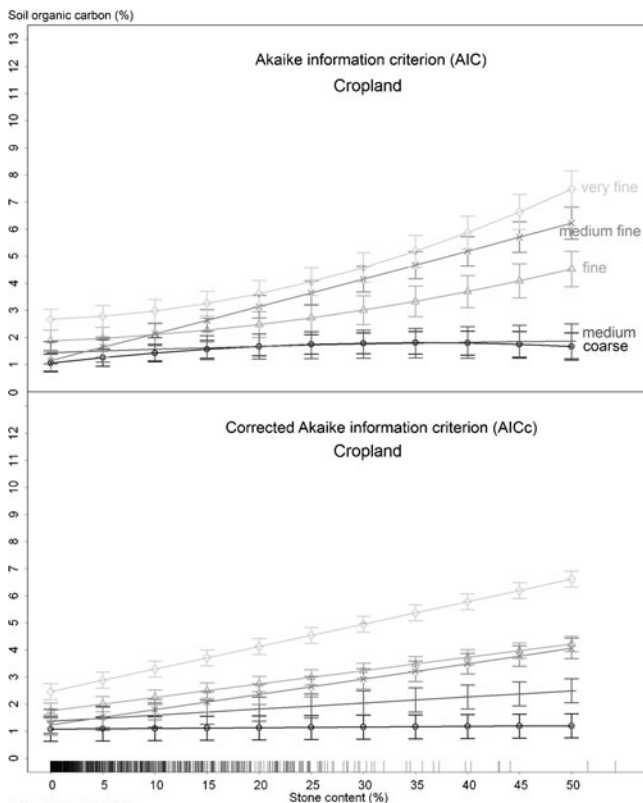 Soil organic carbon (%)
13
12
11
10
9
8
7
6
5
4
3
2
1
0
Akaike information criterion (AIC)
Cropland
very fine
medium fine
fine
medium
coarse
12
11
10
9
8
7
6
5
4
3
2
1
0
Corrected Akaike information criterion (AICc)
Cropland
0 5 10 15 20 25 30 35 40 45 50
Stone content (%)